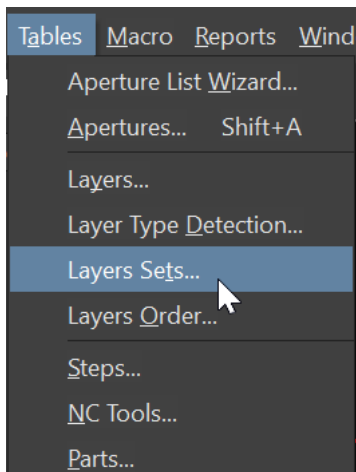 Tables Macro Reports Wind
Aperture List Wizard...
Apertures... Shift+A
Layers...
Layer Type Detection...
Layers Sets...
Layers Order...
Steps...
NC Tools...
Parts...